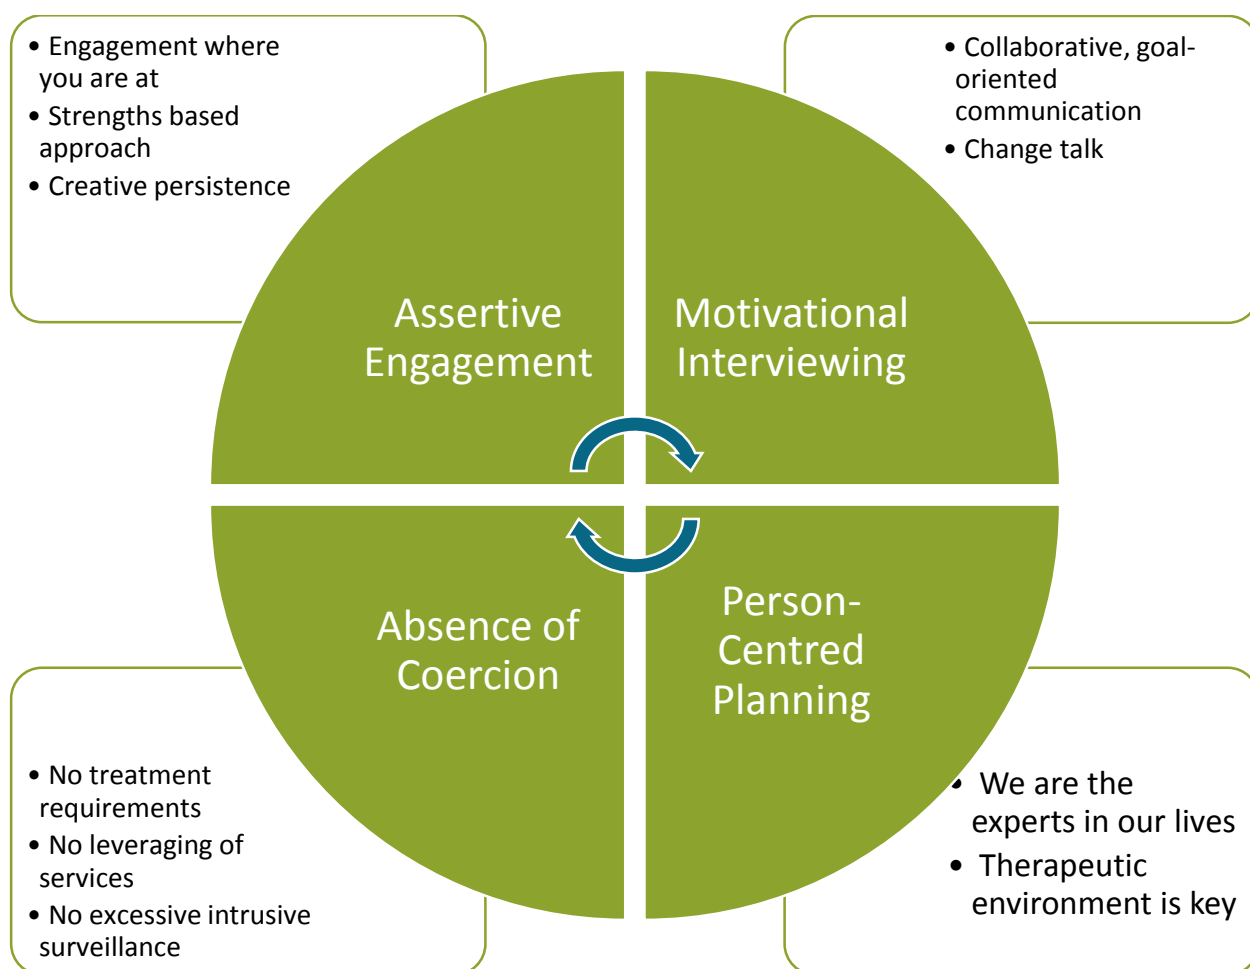 • Engagement where
you are at
• Strengths based
approach
• Creative persistence
• Collaborative, goal-
oriented
communication
• Change talk
Assertive
Engagement
Motivational
Interviewing
Absence of
Coercion
Person-
Centred
Planning
• No treatment
requirements
• No leveraging of
services
• No excessive intrusive
surveillance
• We are the
experts in our lives
• Therapeutic
environment is key